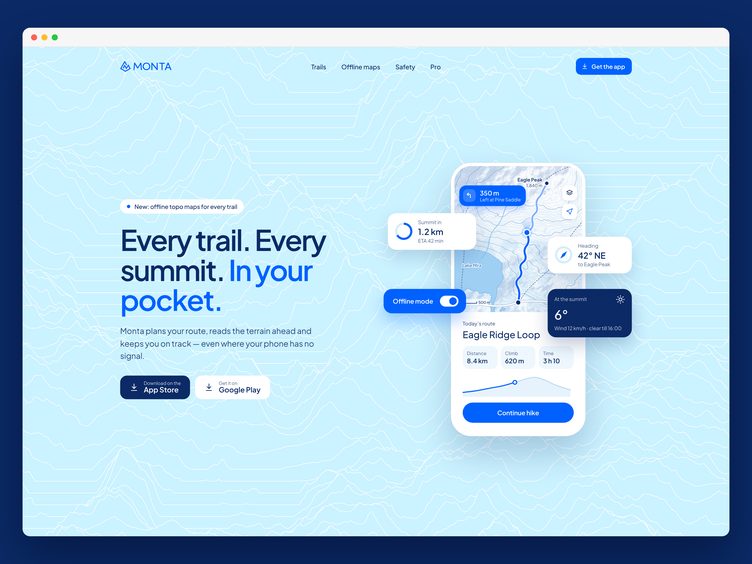 MONTA
Trails
Offline maps
Safety
Pro
Get the app
New: offline topo maps for every trail
Every trail. Every
summit. In your
pocket.
Monta plans your route, reads the terrain ahead and
keeps you on track — even where your phone has no
signal.
Download on the
App Store
Get it on
Google Play
Eagle Peak
1,840 m
350 m
Left at Pine Saddle
Summit in
1.2 km
ETA 42 min
Heading
42° NE
to Eagle Peak
Offline mode
500 m
At the summit
6°
Wind 12 km/h · clear till 16:00
Today's route
Eagle Ridge Loop
Distance
8.4 km
Climb
620 m
Time
3 h 10
Continue hike